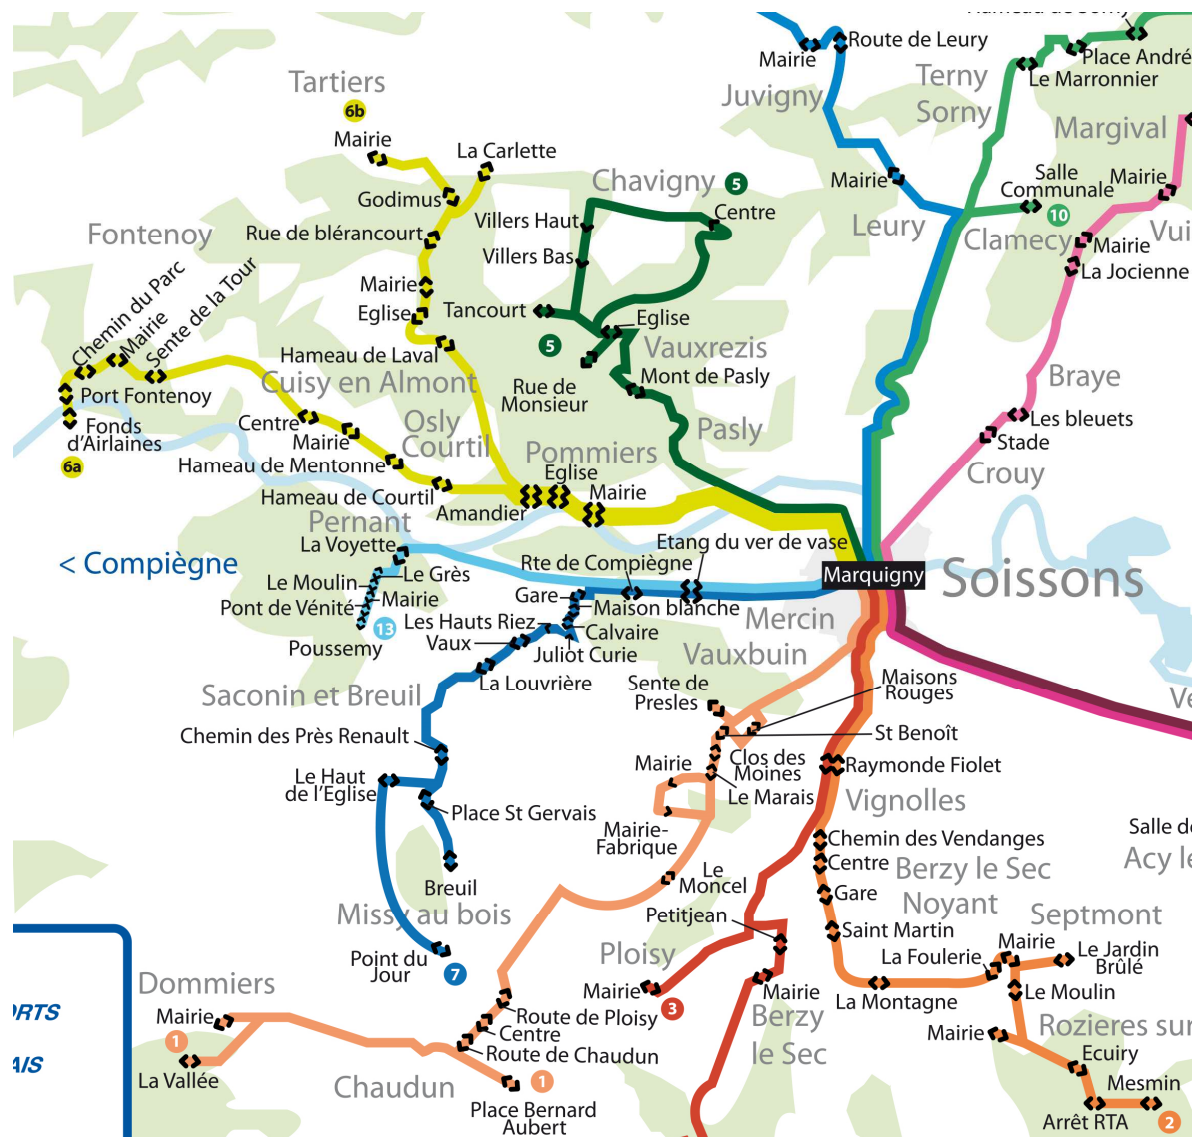 Route de Leury
Mairie
Juvigny
Place André
Le Marronnier
Terny
Sorny
Margival
Tartiers
6b
Mairie
La Carlette
Godimus
Rue de blérancourt
Mairie
Eglise
Hameau de Laval
Chavigny
5
Centre
Villers Haut
Villers Bas
Tancourt
5
Eglise
Vauxrezis
Rue de
Monsieur
Mont de Pasly
Pasly
Mairie
Leury
Salle
Communale
10
Clamecy
Mairie
Mairie
La Jocienne
Braye
Les bleuets
Stade
Crouy
Fontenoy
Chemin du Parc
Mairie
Sente de la Tour
Port Fontenoy
Fonds
d'Airlaines
6a
Cuisy en Almont
Centre
Mairie
Hameau de Mentonne
Hameau de Courtil
Osly
Courtil
Pommiers
Eglise
Mairie
Amandier
Pernant
La Voyette
< Compiègne
Le Moulin
Le Grès
Pont de Vénité
Mairie
13
Poussemy
Etang du ver de vase
Rte de Compiègne
Gare
Maison blanche
Les Hauts Riez
Calvaire
Vaux
Juliot Curie
La Louvrière
Marquigny
Soissons
Mercin
Vauxbuin
Saconin et Breuil
Chemin des Près Renault
Le Haut
de l'Eglise
Place St Gervais
Breuil
Missy au bois
Point du
Jour
7
Sente de
Presles
Maisons
Rouges
St Benoît
Clos des
Moines
Mairie
Le Marais
Mairie-
Fabrique
Le
Moncel
Raymonde Fiolet
Vignolles
Chemin des Vendanges
Centre
Berzy le Sec
Noyant
Gare
Saint Martin
Salle de
Acy le
Septmont
Mairie
La Foulerie
Le Jardin
Brûlé
La Montagne
Le Moulin
Mairie
Rozieres sur
Ecuiry
Mesmin
Arrêt RTA
2
Petitjean
Ploisy
Mairie
3
Mairie
Berzy
le Sec
Dommiers
Mairie
1
La Vallée
Route de Ploisy
Centre
Route de Chaudun
Chaudun
1
Place Bernard
Aubert
ORTS
AIS